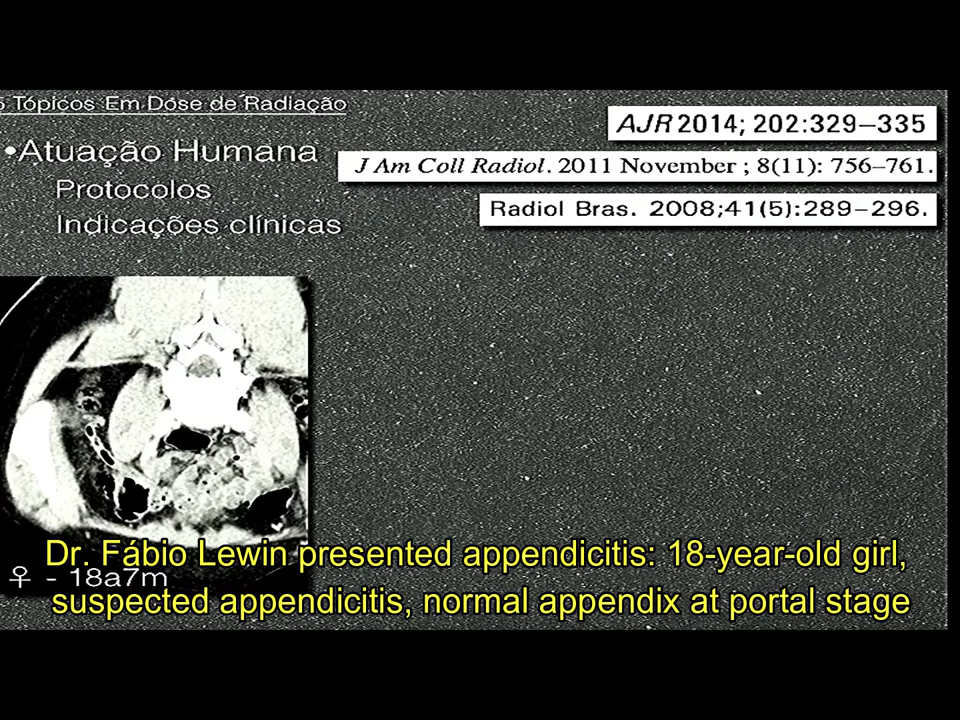 5 Tópicos Em Dose de Radiação
•Atuação Humana
Protocolos
Indicações clínicas
AJR 2014; 202:329–335
J Am Coll Radiol. 2011 November ; 8(11): 756–761.
Radiol Bras. 2008;41(5):289–296.
♀ - 18a7m
Dr. Fábio Lewin presented appendicitis: 18-year-old girl,
suspected appendicitis, normal appendix at portal stage